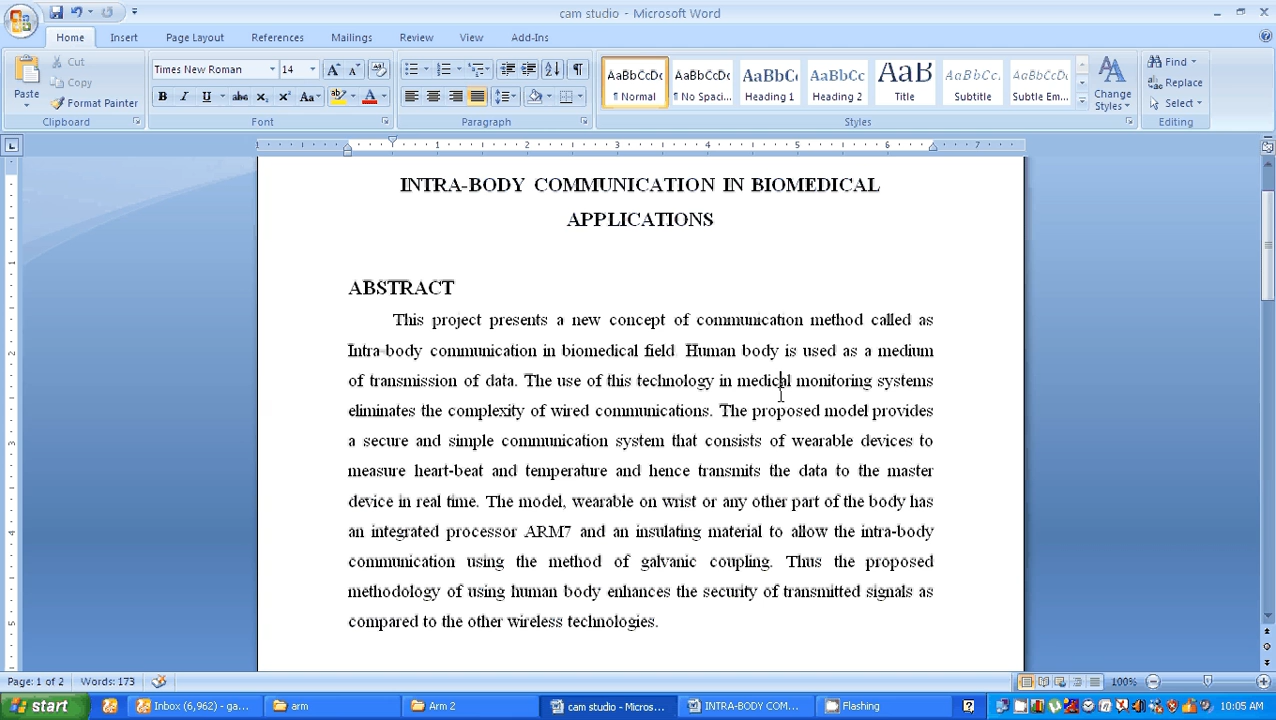 cam studio - Microsoft Word
Home Insert Page Layout References Mailings Review View Add-Ins
Paste Cut Copy Format Painter
Times New Roman 14
¶ Normal ¶ No Spaci... Heading 1 Heading 2 Title Subtitle Subtle Em...
Change Styles
Find Replace Select
Clipboard Font Paragraph Styles Editing
INTRA-BODY COMMUNICATION IN BIOMEDICAL
APPLICATIONS
ABSTRACT
This project presents a new concept of communication method called as
Intra-body communication in biomedical field Human body is used as a medium
of transmission of data. The use of this technology in medical monitoring systems
eliminates the complexity of wired communications. The proposed model provides
a secure and simple communication system that consists of wearable devices to
measure heart-beat and temperature and hence transmits the data to the master
device in real time. The model, wearable on wrist or any other part of the body has
an integrated processor ARM7 and an insulating material to allow the intra-body
communication using the method of galvanic coupling. Thus the proposed
methodology of using human body enhances the security of transmitted signals as
compared to the other wireless technologies.
Page: 1 of 2 Words: 173 100%
start Inbox (6,962) - ga... arm Arm 2 cam studio - Micros... INTRA-BODY COM... Flashing 10:05 AM